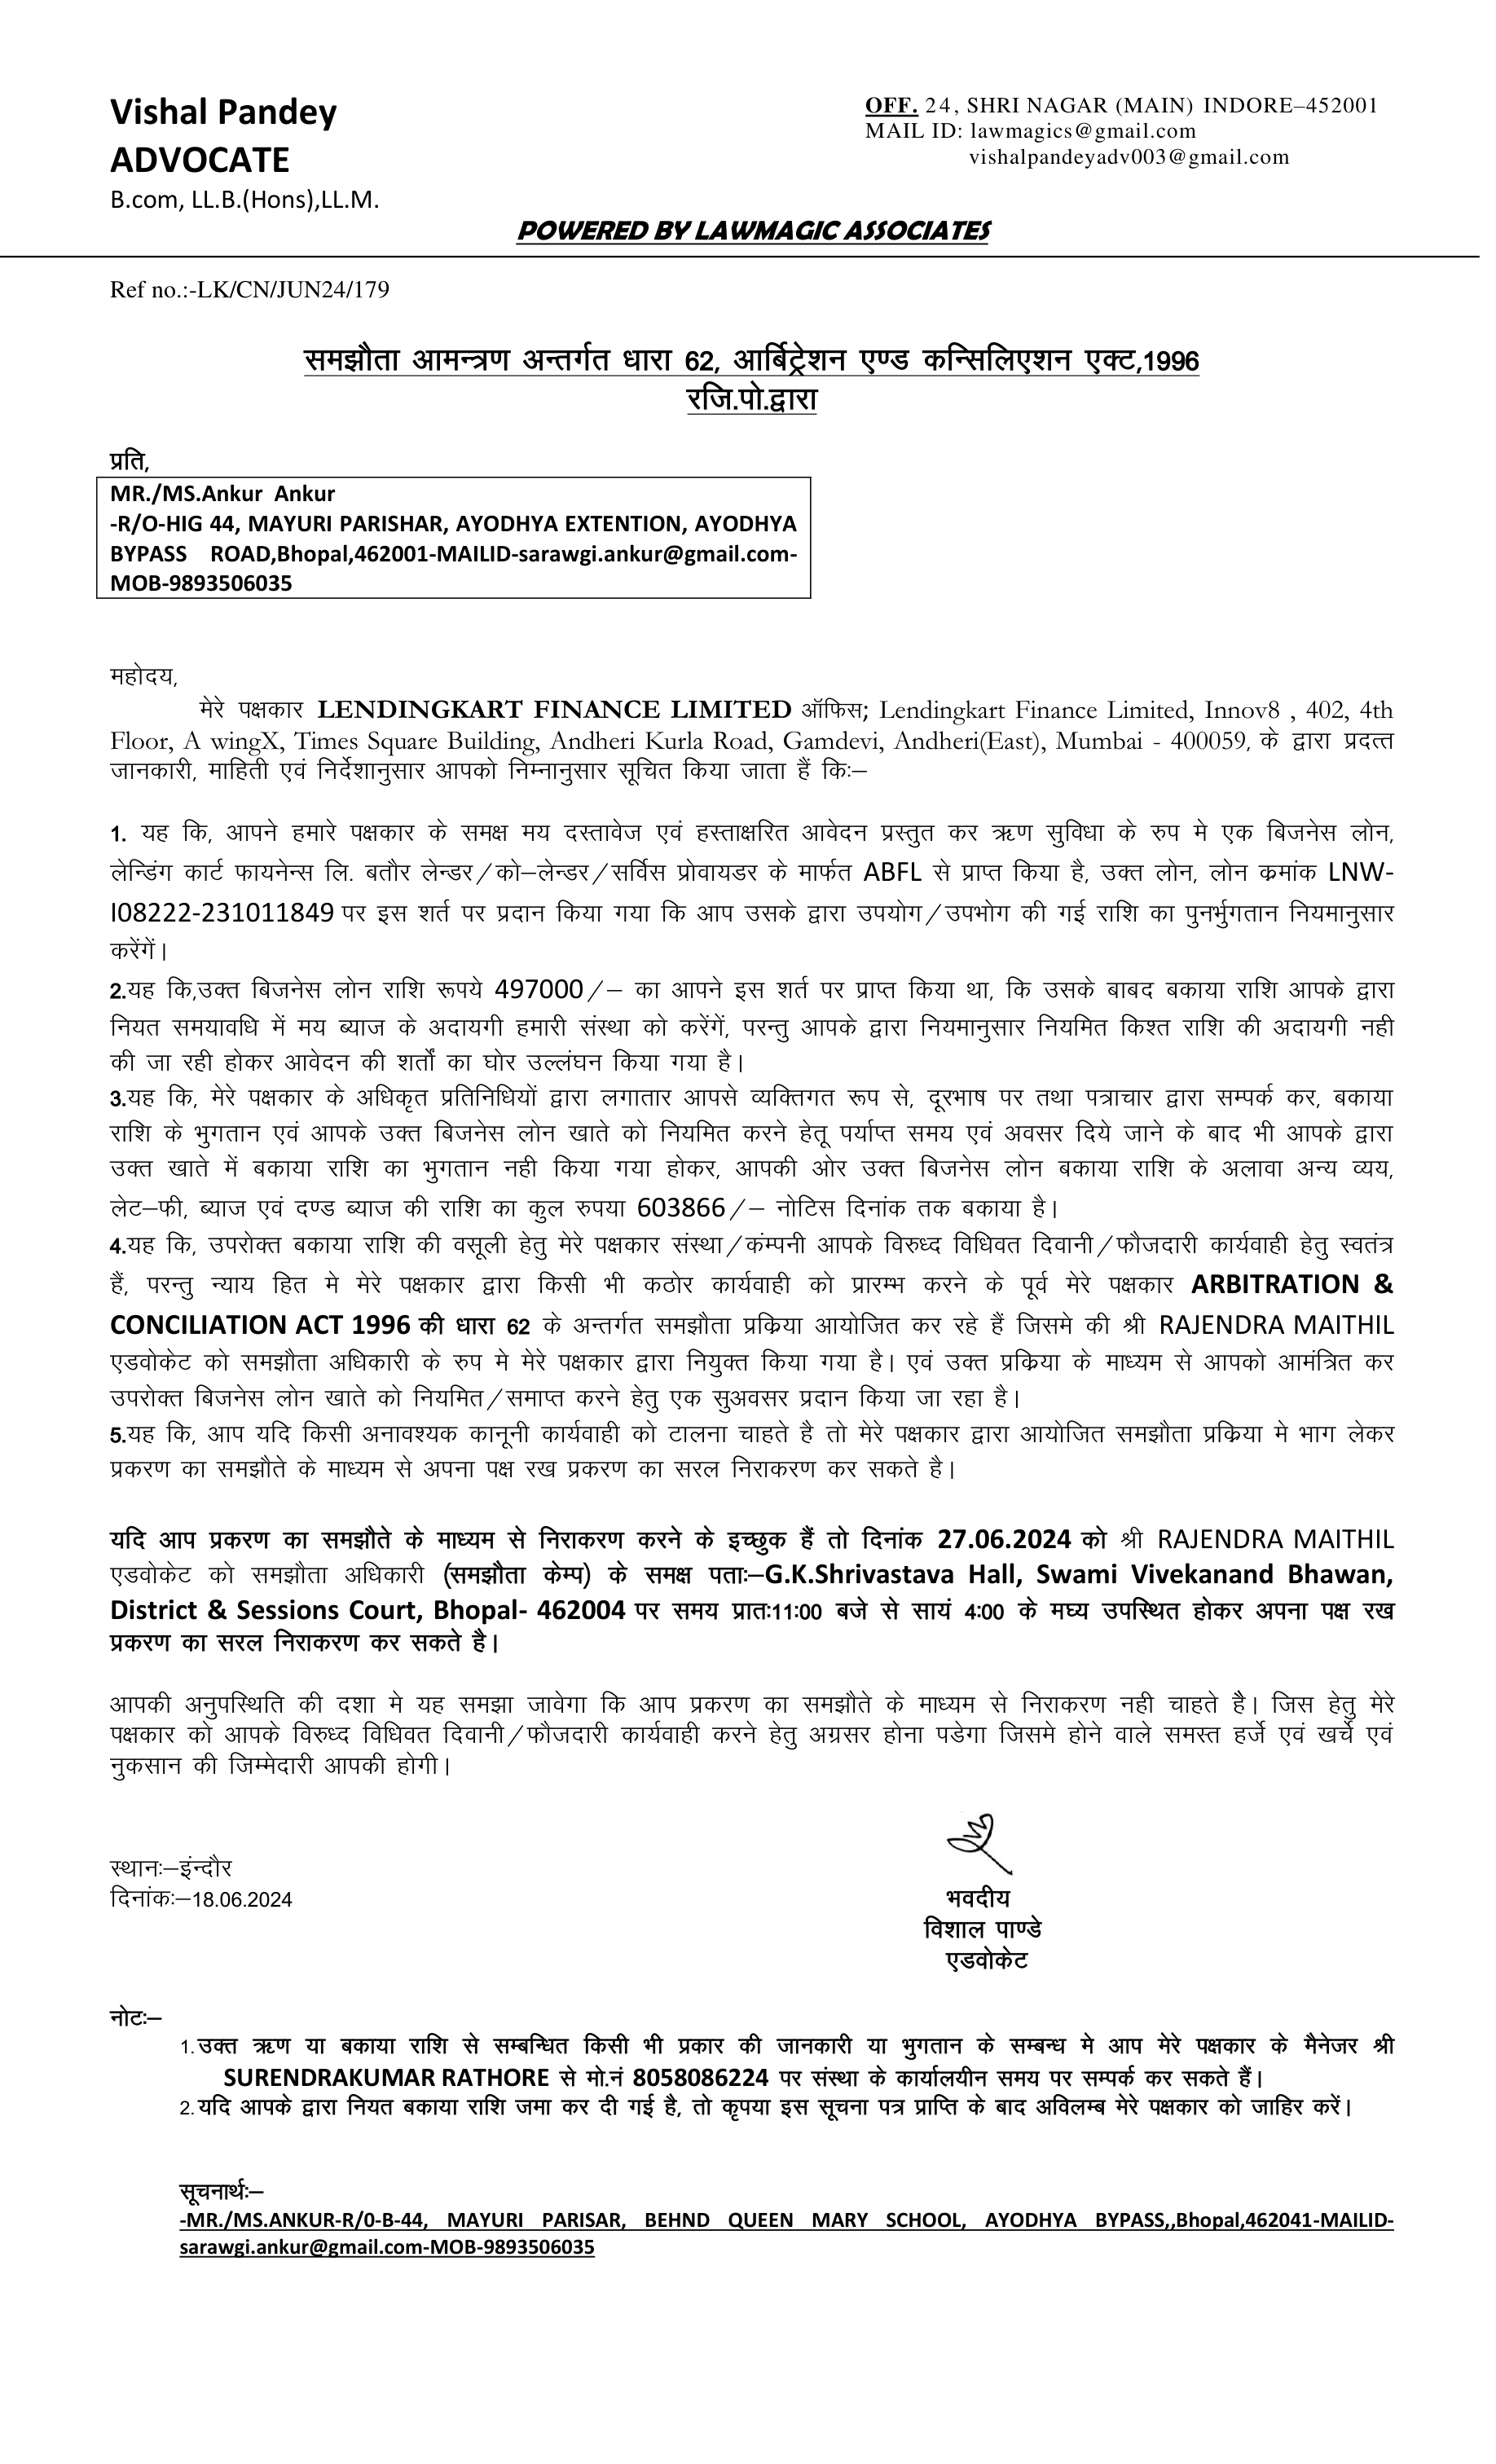 Vishal Pandey
ADVOCATE
B.com, LL.B.(Hons),LL.M.
OFF. 24, SHRI NAGAR (MAIN) INDORE–452001
MAIL ID: lawmagics@gmail.com
vishalpandeyadv003@gmail.com
POWERED BY LAWMAGIC ASSOCIATES
Ref no.:-LK/CN/JUN24/179
समझौता आमन्त्रण अन्तर्गत धारा 62, आर्बिट्रेशन एण्ड कन्सिलिएशन एक्ट,1996
रजि.पो.द्वारा
प्रति,
MR./MS.Ankur Ankur
-R/O-HIG 44, MAYURI PARISHAR, AYODHYA EXTENTION, AYODHYA
BYPASS ROAD,Bhopal,462001-MAILID-sarawgi.ankur@gmail.com-
MOB-9893506035
महोदय,
मेरे पक्षकार LENDINGKART FINANCE LIMITED ऑफिस; Lendingkart Finance Limited, Innov8 , 402, 4th
Floor, A wingX, Times Square Building, Andheri Kurla Road, Gamdevi, Andheri(East), Mumbai - 400059, के द्वारा प्रदत्त
जानकारी, माहिती एवं निर्देशानुसार आपको निम्नानुसार सूचित किया जाता हैं कि:–
1. यह कि, आपने हमारे पक्षकार के समक्ष मय दस्तावेज एवं हस्ताक्षरित आवेदन प्रस्तुत कर ऋण सुविधा के रुप मे एक बिजनेस लोन,
लेन्डिंग कार्ट फायनेन्स लि. बतौर लेन्डर/को–लेन्डर/सर्विस प्रोवायडर के मार्फत ABFL से प्राप्त किया है, उक्त लोन, लोन क्रमांक LNW-
I08222-231011849 पर इस शर्त पर प्रदान किया गया कि आप उसके द्वारा उपयोग/उपभोग की गई राशि का पुनर्भुगतान नियमानुसार
करेंगें।
2.यह कि,उक्त बिजनेस लोन राशि रूपये 497000/– का आपने इस शर्त पर प्राप्त किया था, कि उसके बाबद बकाया राशि आपके द्वारा
नियत समयावधि में मय ब्याज के अदायगी हमारी संस्था को करेंगें, परन्तु आपके द्वारा नियमानुसार नियमित किश्त राशि की अदायगी नही
की जा रही होकर आवेदन की शर्तों का घोर उल्लंघन किया गया है।
3.यह कि, मेरे पक्षकार के अधिकृत प्रतिनिधियों द्वारा लगातार आपसे व्यक्तिगत रूप से, दूरभाष पर तथा पत्राचार द्वारा सम्पर्क कर, बकाया
राशि के भुगतान एवं आपके उक्त बिजनेस लोन खाते को नियमित करने हेतू पर्याप्त समय एवं अवसर दिये जाने के बाद भी आपके द्वारा
उक्त खाते में बकाया राशि का भुगतान नही किया गया होकर, आपकी ओर उक्त बिजनेस लोन बकाया राशि के अलावा अन्य व्यय,
लेट–फी, ब्याज एवं दण्ड ब्याज की राशि का कुल रुपया 603866/– नोटिस दिनांक तक बकाया है।
4.यह कि, उपरोक्त बकाया राशि की वसूली हेतु मेरे पक्षकार संस्था/कंम्पनी आपके विरुध्द विधिवत दिवानी/फौजदारी कार्यवाही हेतु स्वतंत्र
हैं, परन्तु न्याय हित मे मेरे पक्षकार द्वारा किसी भी कठोर कार्यवाही को प्रारम्भ करने के पूर्व मेरे पक्षकार ARBITRATION &
CONCILIATION ACT 1996 की धारा 62 के अन्तर्गत समझौता प्रक्रिया आयोजित कर रहे हैं जिसमे की श्री RAJENDRA MAITHIL
एडवोकेट को समझौता अधिकारी के रुप मे मेरे पक्षकार द्वारा नियुक्त किया गया है। एवं उक्त प्रक्रिया के माध्यम से आपको आमंत्रित कर
उपरोक्त बिजनेस लोन खाते को नियमित/समाप्त करने हेतु एक सुअवसर प्रदान किया जा रहा है।
5.यह कि, आप यदि किसी अनावश्यक कानूनी कार्यवाही को टालना चाहते है तो मेरे पक्षकार द्वारा आयोजित समझौता प्रक्रिया मे भाग लेकर
प्रकरण का समझौते के माध्यम से अपना पक्ष रख प्रकरण का सरल निराकरण कर सकते है।
यदि आप प्रकरण का समझौते के माध्यम से निराकरण करने के इच्छुक हैं तो दिनांक 27.06.2024 को श्री RAJENDRA MAITHIL
एडवोकेट को समझौता अधिकारी (समझौता केम्प) के समक्ष पता:–G.K.Shrivastava Hall, Swami Vivekanand Bhawan,
District & Sessions Court, Bhopal- 462004 पर समय प्रात:11:00 बजे से सायं 4:00 के मघ्य उपस्थित होकर अपना पक्ष रख
प्रकरण का सरल निराकरण कर सकते है।
आपकी अनुपस्थिति की दशा मे यह समझा जावेगा कि आप प्रकरण का समझौते के माध्यम से निराकरण नही चाहते है। जिस हेतु मेरे
पक्षकार को आपके विरुध्द विधिवत दिवानी/फौजदारी कार्यवाही करने हेतु अग्रसर होना पडेगा जिसमे होने वाले समस्त हर्जे एवं खर्चे एवं
नुकसान की जिम्मेदारी आपकी होगी।
स्थान:–इंन्दौर
दिनांक:–18.06.2024
भवदीय
विशाल पाण्डे
एडवोकेट
नोट:–
1.उक्त ऋण या बकाया राशि से सम्बन्धित किसी भी प्रकार की जानकारी या भुगतान के सम्बन्ध मे आप मेरे पक्षकार के मैनेजर श्री
SURENDRAKUMAR RATHORE से मो.नं 8058086224 पर संस्था के कार्यालयीन समय पर सम्पर्क कर सकते हैं।
2.यदि आपके द्वारा नियत बकाया राशि जमा कर दी गई है, तो कृपया इस सूचना पत्र प्राप्ति के बाद अविलम्ब मेरे पक्षकार को जाहिर करें।
सूचनार्थ:–
-MR./MS.ANKUR-R/0-B-44, MAYURI PARISAR, BEHND QUEEN MARY SCHOOL, AYODHYA BYPASS,,Bhopal,462041-MAILID-
sarawgi.ankur@gmail.com-MOB-9893506035